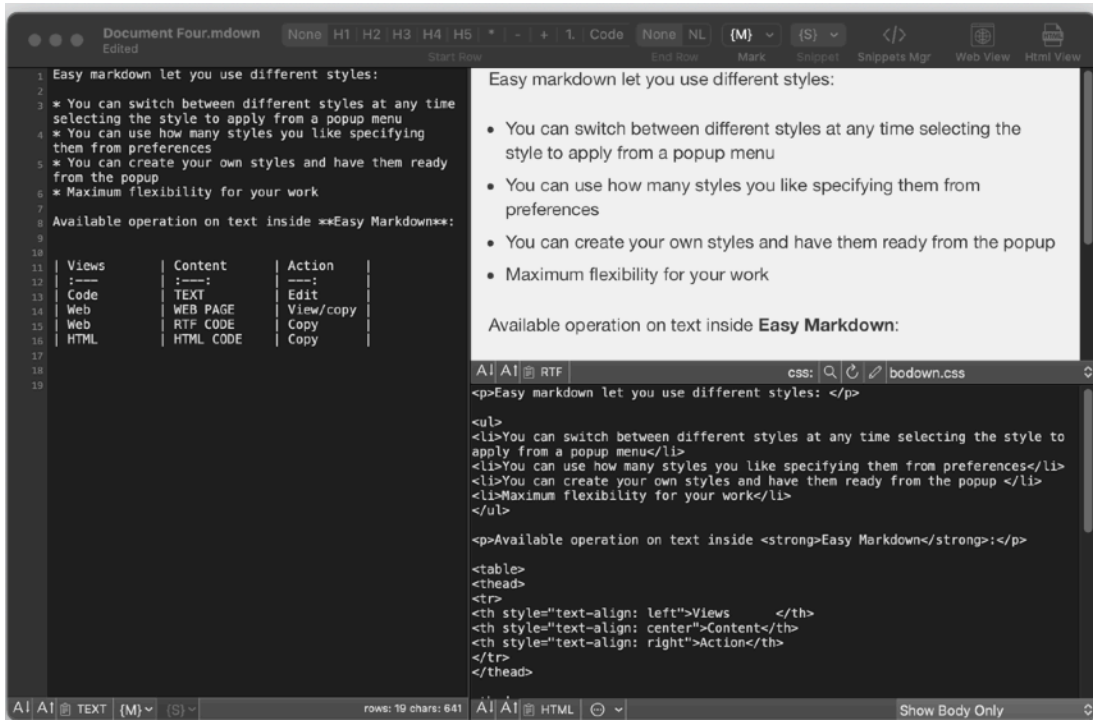 Document Four.mdown
Edited
None H1 H2 H3 H4 H5 * - + 1. Code None NL {M} {S} </>
Start Row End Row Mark Snippet Snippets Mgr Web View Html View
1 Easy markdown let you use different styles:
2
3 * You can switch between different styles at any time
selecting the style to apply from a popup menu
4 * You can use how many styles you like specifying
them from preferences
5 * You can create your own styles and have them ready
from the popup
6 * Maximum flexibility for your work
7
8 Available operation on text inside **Easy Markdown**:
9
10
11 | Views | Content | Action |
12 | :--- | :---: | ---: |
13 | Code | TEXT | Edit |
14 | Web | WEB PAGE | View/copy |
15 | Web | RTF CODE | Copy |
16 | HTML | HTML CODE | Copy |
17
18
19
A↓ A↑ TEXT {M} {S} rows: 19 chars: 641
Easy markdown let you use different styles:
• You can switch between different styles at any time selecting the
style to apply from a popup menu
• You can use how many styles you like specifying them from
preferences
• You can create your own styles and have them ready from the popup
• Maximum flexibility for your work
Available operation on text inside Easy Markdown:
A↓ A↑ RTF css: bodown.css
<p>Easy markdown let you use different styles: </p>
<ul>
<li>You can switch between different styles at any time selecting the style to
apply from a popup menu</li>
<li>You can use how many styles you like specifying them from preferences</li>
<li>You can create your own styles and have them ready from the popup </li>
<li>Maximum flexibility for your work</li>
</ul>
<p>Available operation on text inside <strong>Easy Markdown</strong>:</p>
<table>
<thead>
<tr>
<th style="text-align: left">Views </th>
<th style="text-align: center">Content</th>
<th style="text-align: right">Action</th>
</tr>
</thead>
A↓ A↑ HTML Show Body Only